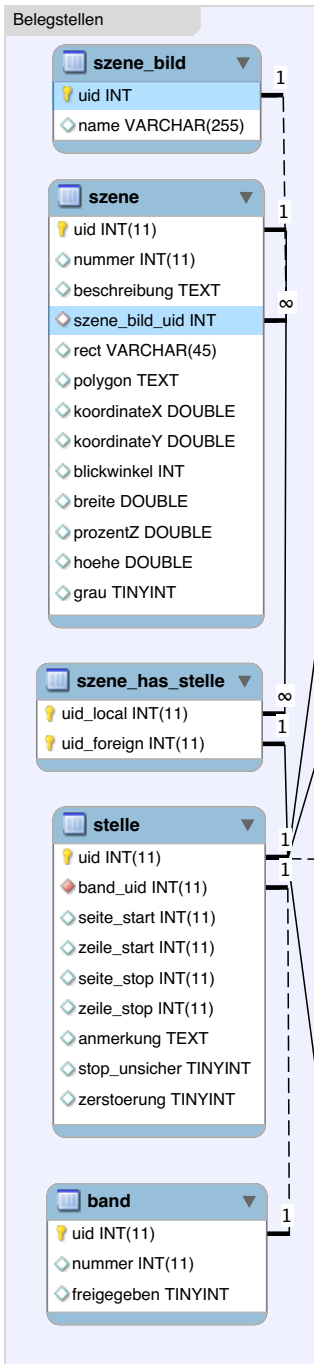 Belegstellen
szene_bild
uid INT
1
name VARCHAR(255)
szene
1
uid INT(11)
nummer INT(11)
beschreibung TEXT
∞
szene_bild_uid INT
rect VARCHAR(45)
polygon TEXT
koordinateX DOUBLE
koordinateY DOUBLE
blickwinkel INT
breite DOUBLE
prozentZ DOUBLE
hoehe DOUBLE
grau TINYINT
szene_has_stelle
∞
uid_local INT(11)
1
uid_foreign INT(11)
stelle
1
uid INT(11)
1
band_uid INT(11)
seite_start INT(11)
zeile_start INT(11)
seite_stop INT(11)
zeile_stop INT(11)
anmerkung TEXT
stop_unsicher TINYINT
zerstoerung TINYINT
band
1
uid INT(11)
nummer INT(11)
freigegeben TINYINT